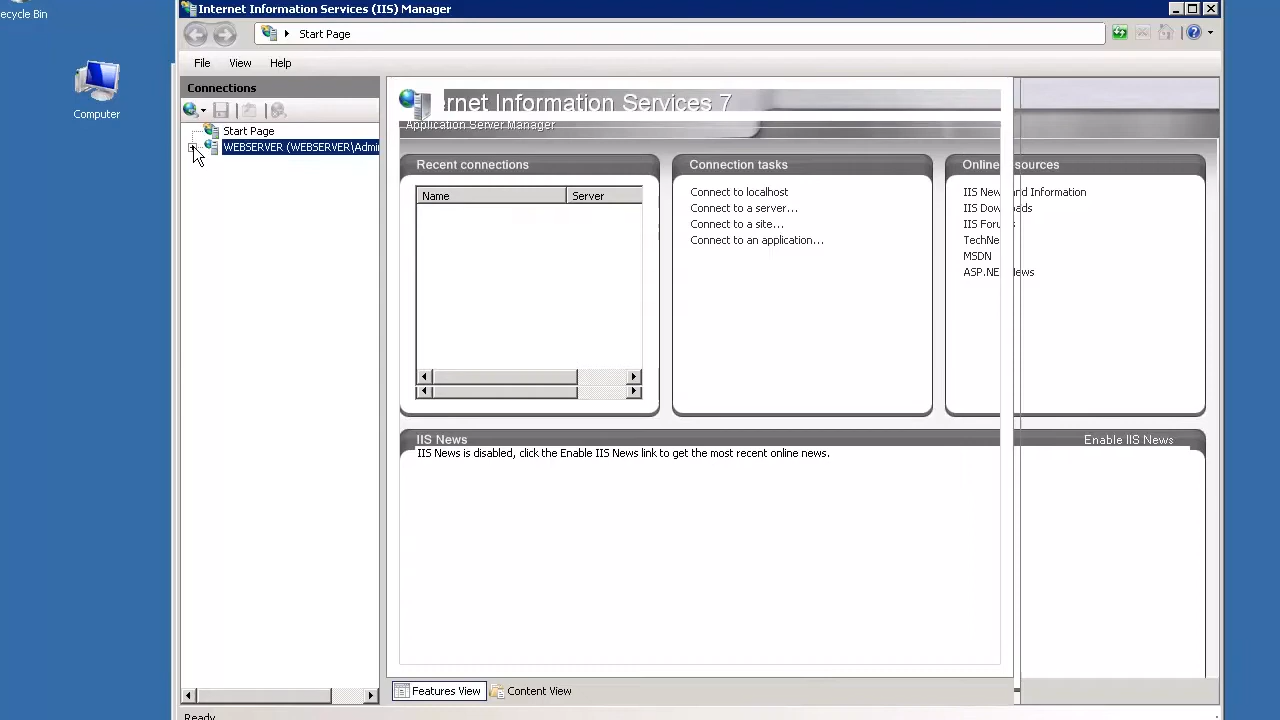 ecycle Bin
Computer
Internet Information Services (IIS) Manager
Start Page
File View Help
Connections
Start Page
WEBSERVER (WEBSERVER\Admi
ernet Information Services 7
Application Server Manager
Recent connections
Name Server
Connection tasks
Connect to localhost
Connect to a server...
Connect to a site...
Connect to an application...
Online sources
IIS New and Information
IIS Dow ads
IIS Foru
TechNe
MSDN
ASP.NE News
IIS News
Enable IIS News
IIS News is disabled, click the Enable IIS News link to get the most recent online news.
Features View Content View
Ready